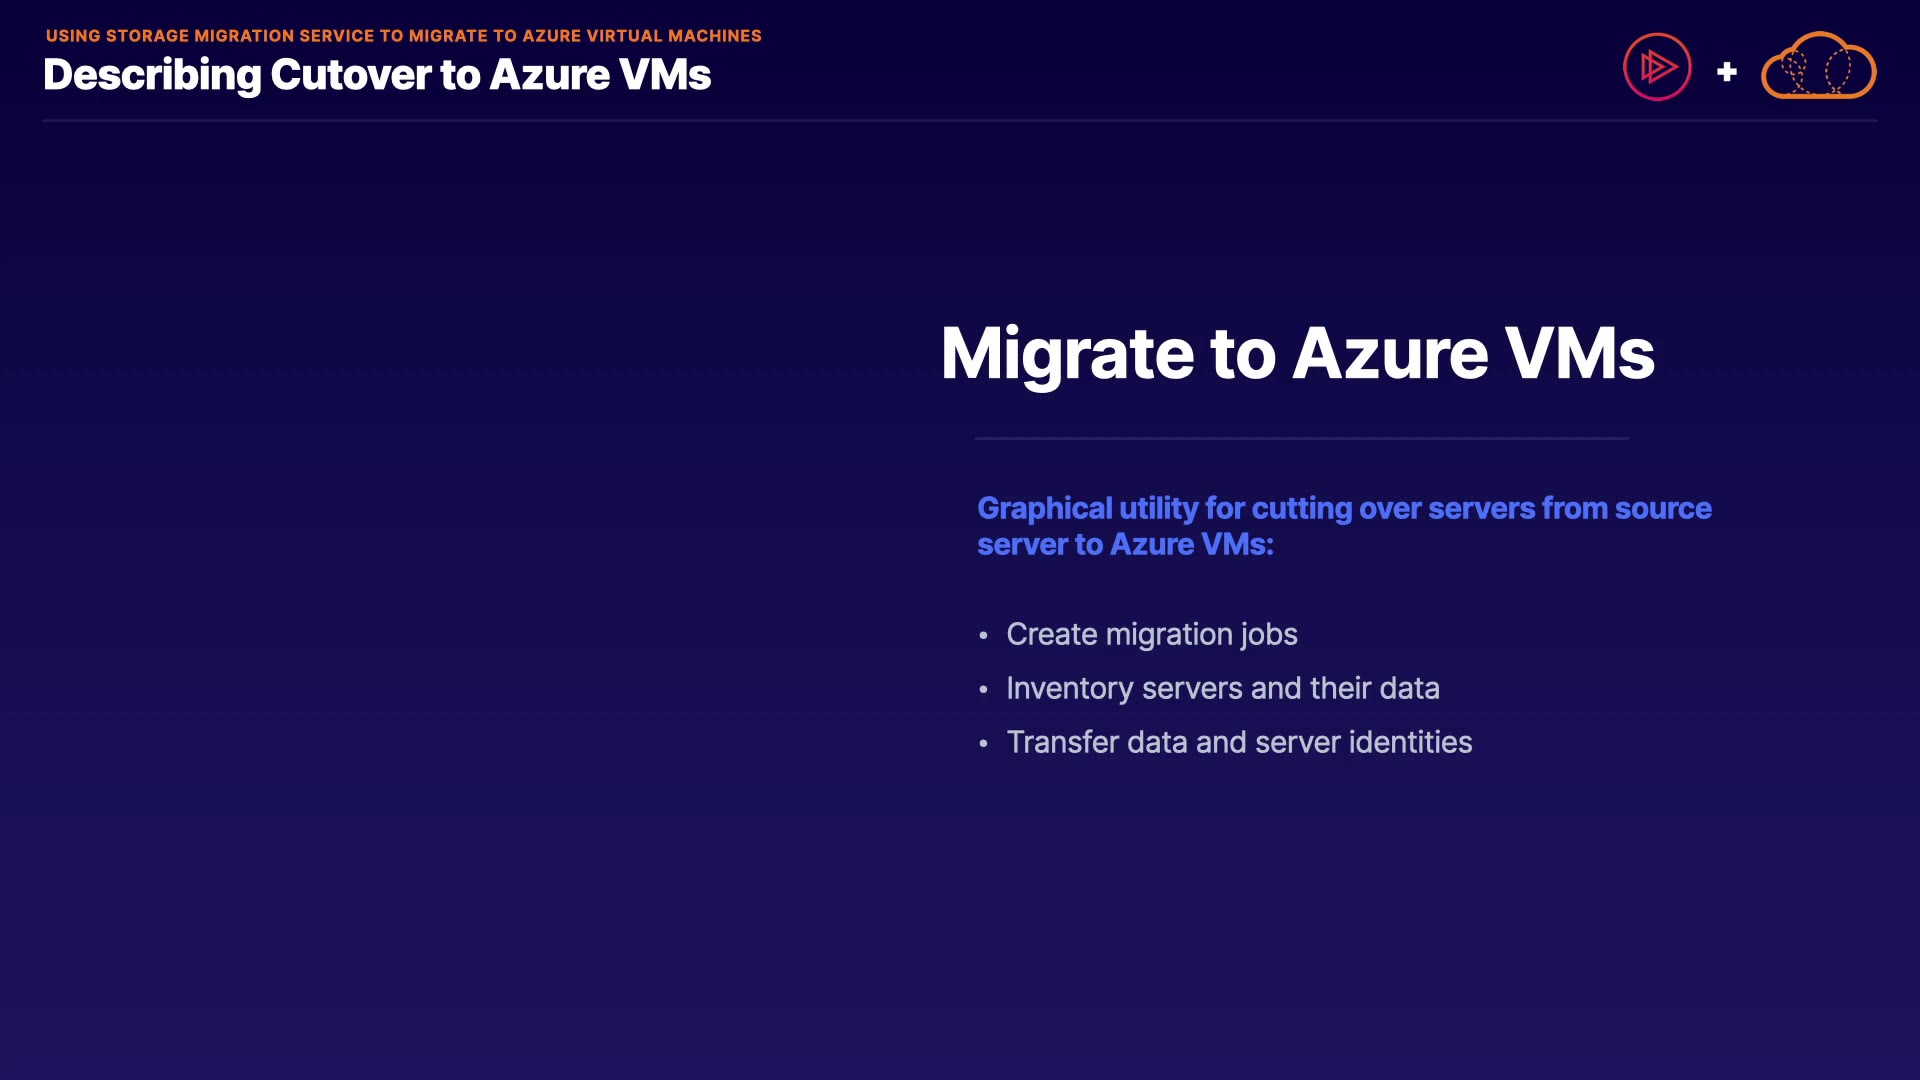 USING STORAGE MIGRATION SERVICE TO MIGRATE TO AZURE VIRTUAL MACHINES
Describing Cutover to Azure VMs
+
Migrate to Azure VMs
Graphical utility for cutting over servers from source
server to Azure VMs:
• Create migration jobs
• Inventory servers and their data
• Transfer data and server identities